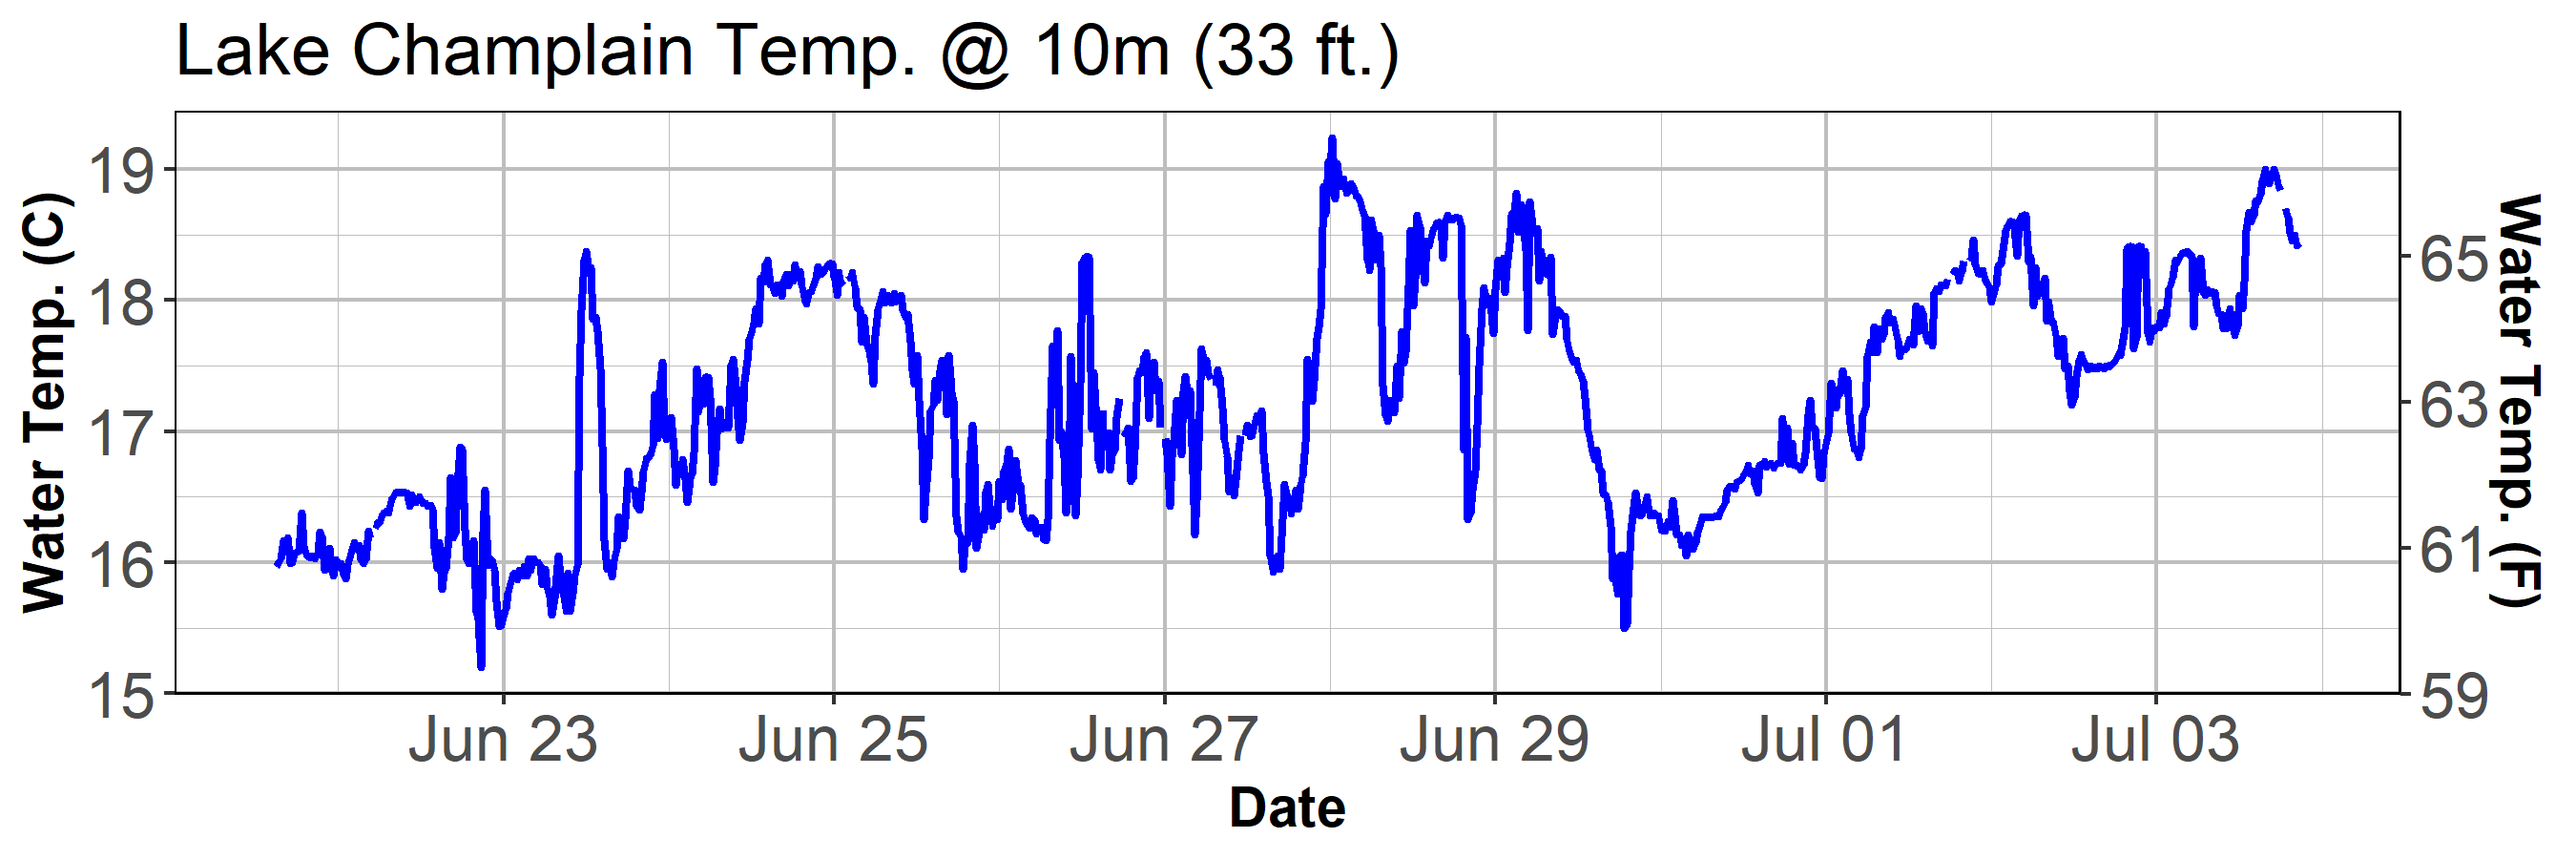 Lake Champlain Temp. @ 10m (33 ft.)
Water Temp. (C)
19
18
17
16
15
65
63
61
59
Water Temp. (F)
Jun 23 Jun 25 Jun 27 Jun 29 Jul 01 Jul 03
Date